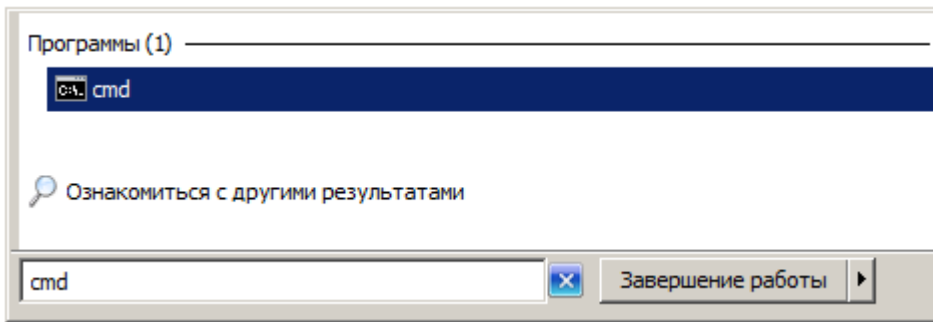 Программы (1)
C:\. cmd
Ознакомиться с другими результатами
cmd
Завершение работы